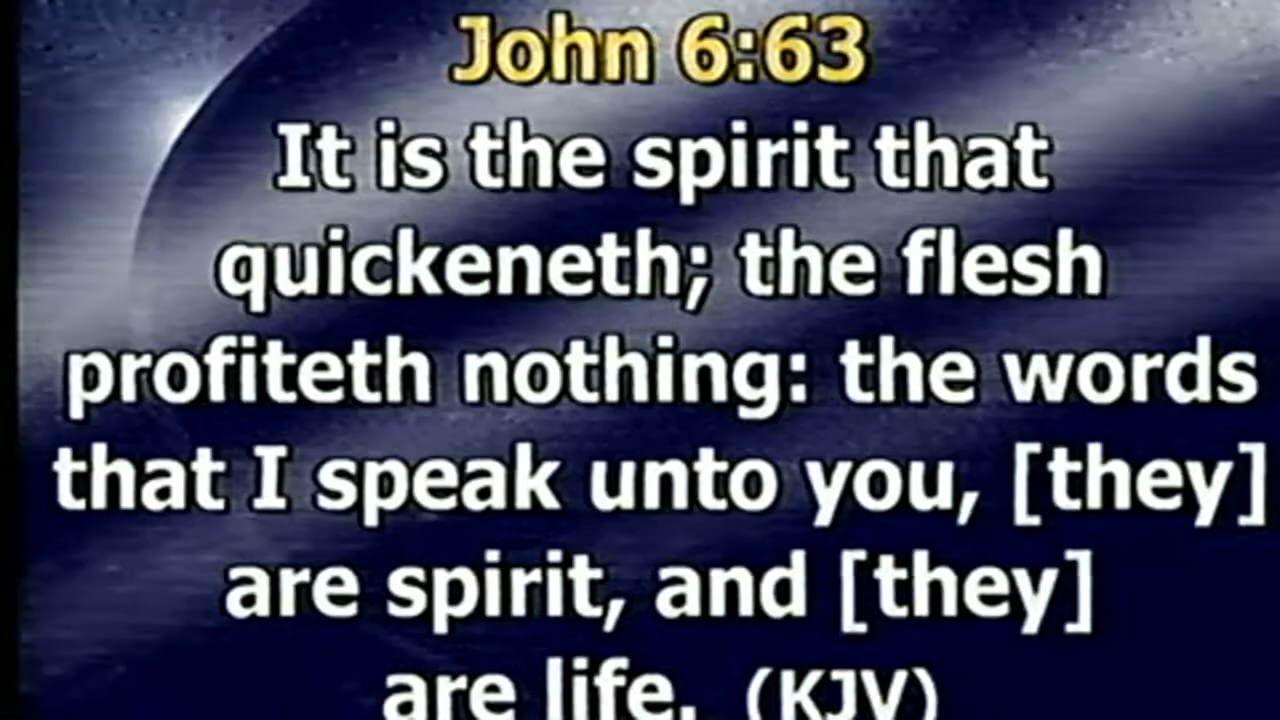 John 6:63
It is the spirit that
quickeneth; the flesh
profiteth nothing: the words
that I speak unto you, [they]
are spirit, and [they]
are life. (KJV)